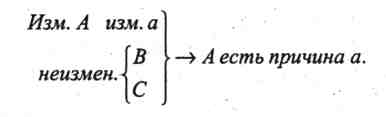 Изм. А изм. а
В
неизмен. → А есть причина а.
С